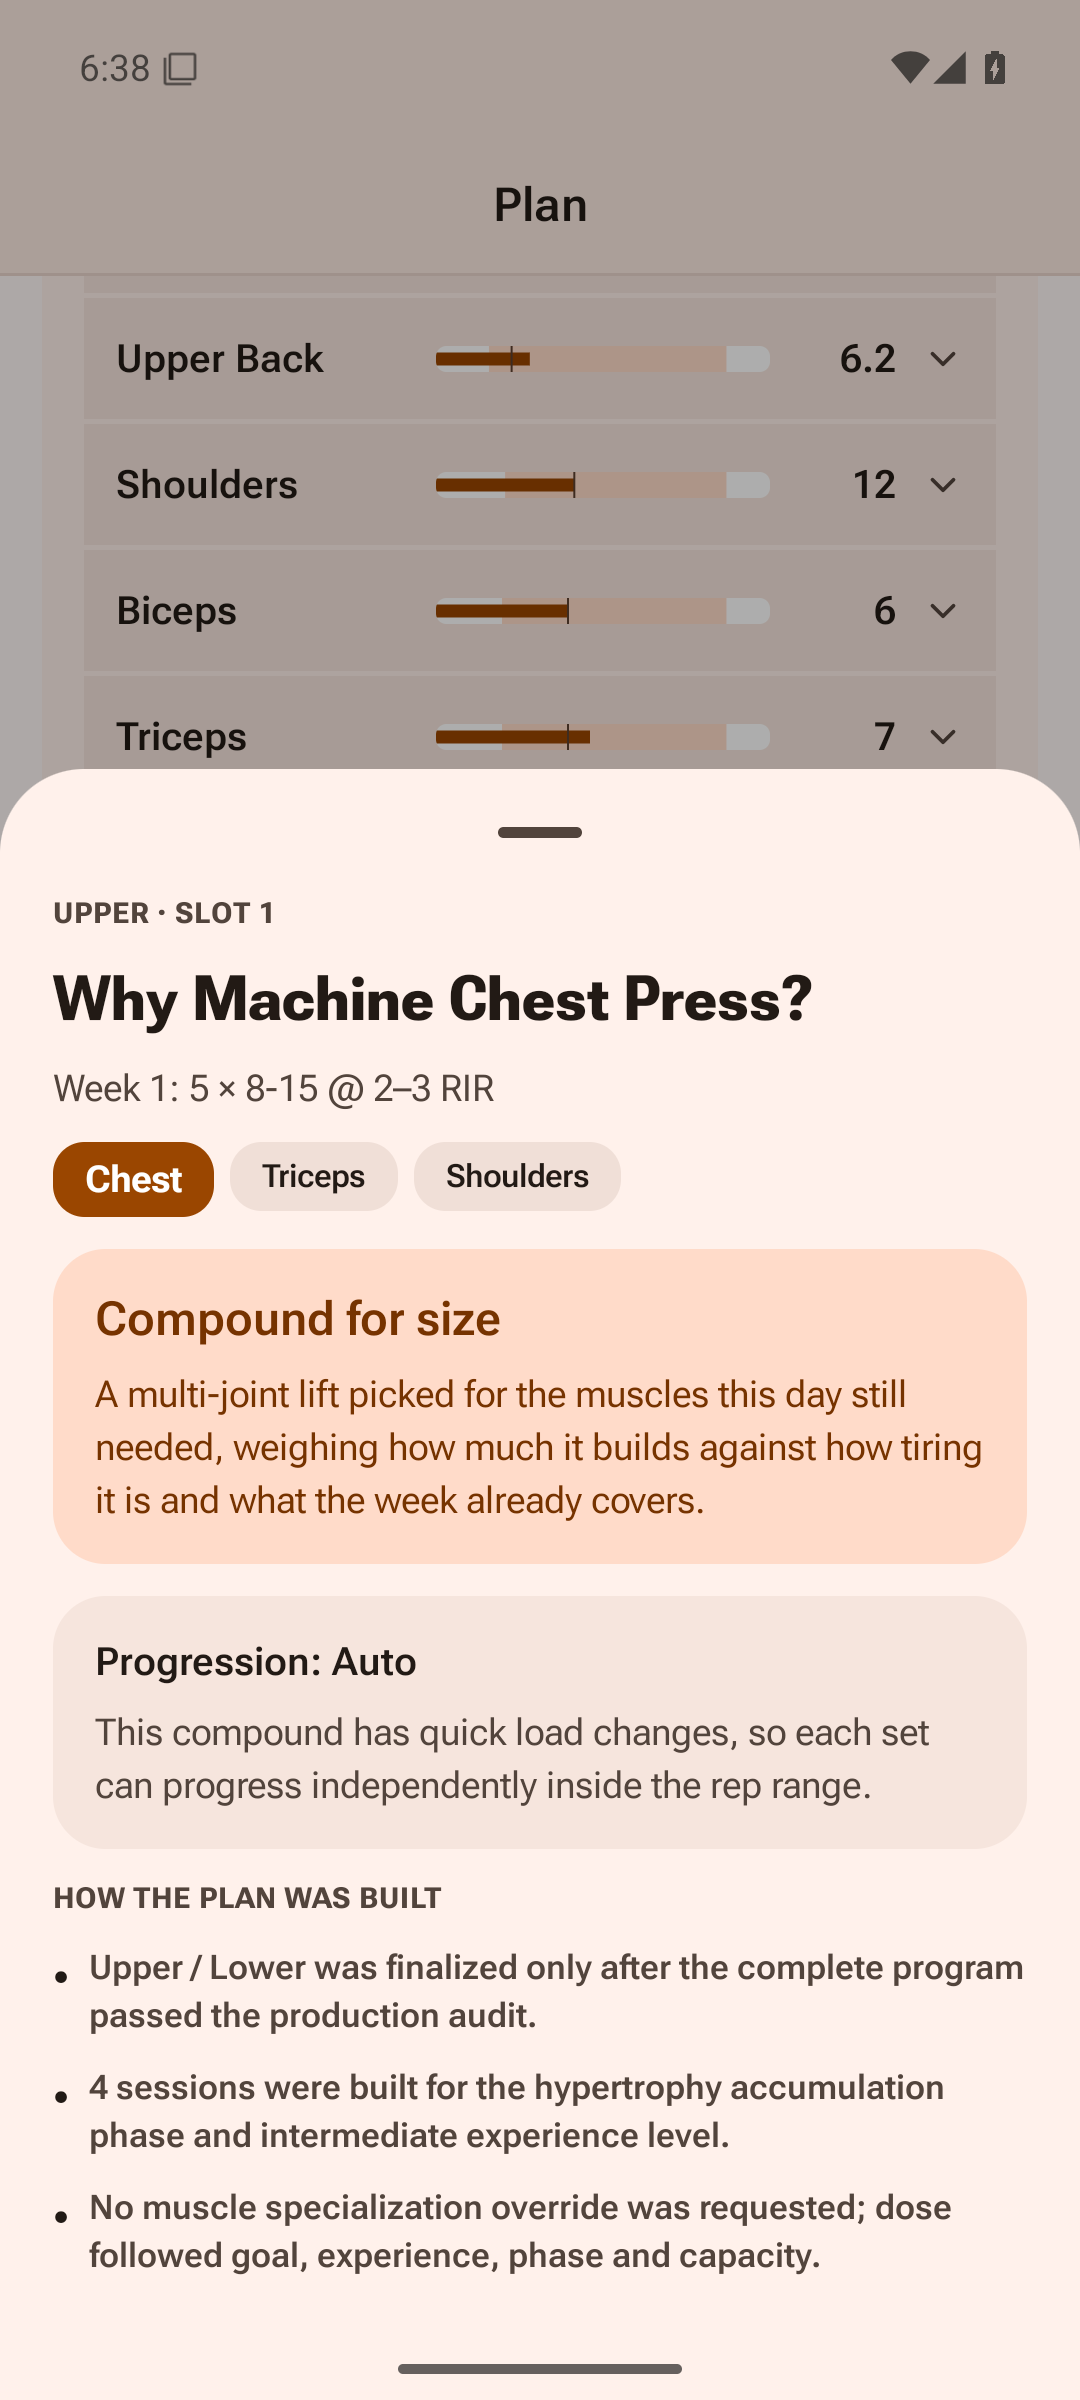 6:38
Plan
Upper Back 6.2
Shoulders 12
Biceps 6
Triceps 7
UPPER · SLOT 1
Why Machine Chest Press?
Week 1: 5 × 8-15 @ 2–3 RIR
Chest Triceps Shoulders
Compound for size
A multi-joint lift picked for the muscles this day still
needed, weighing how much it builds against how tiring
it is and what the week already covers.
Progression: Auto
This compound has quick load changes, so each set
can progress independently inside the rep range.
HOW THE PLAN WAS BUILT
• Upper / Lower was finalized only after the complete program
passed the production audit.
• 4 sessions were built for the hypertrophy accumulation
phase and intermediate experience level.
• No muscle specialization override was requested; dose
followed goal, experience, phase and capacity.